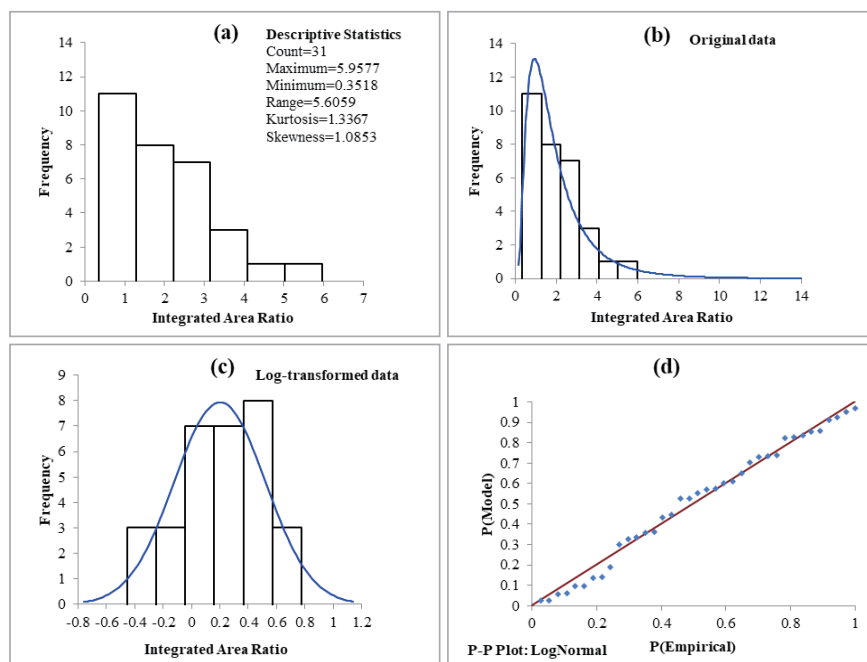 (a)
Descriptive Statistics
Count=31
Maximum=5.9577
Minimum=0.3518
Range=5.6059
Kurtosis=1.3367
Skewness=1.0853
14
12
10
8
6
4
2
0
Frequency
0 1 2 3 4 5 6 7
Integrated Area Ratio
(b)
Original data
14
12
10
8
6
4
2
0
Frequency
0 2 4 6 8 10 12 14
Integrated Area Ratio
(c)
Log-transformed data
9
8
7
6
5
4
3
2
1
0
Frequency
-0.8 -0.6 -0.4 -0.2 0 0.2 0.4 0.6 0.8 1 1.2
Integrated Area Ratio
(d)
1
0.9
0.8
0.7
0.6
0.5
0.4
0.3
0.2
0.1
0
P(Model)
0 0.2 0.4 0.6 0.8 1
P-P Plot: LogNormal
P(Empirical)